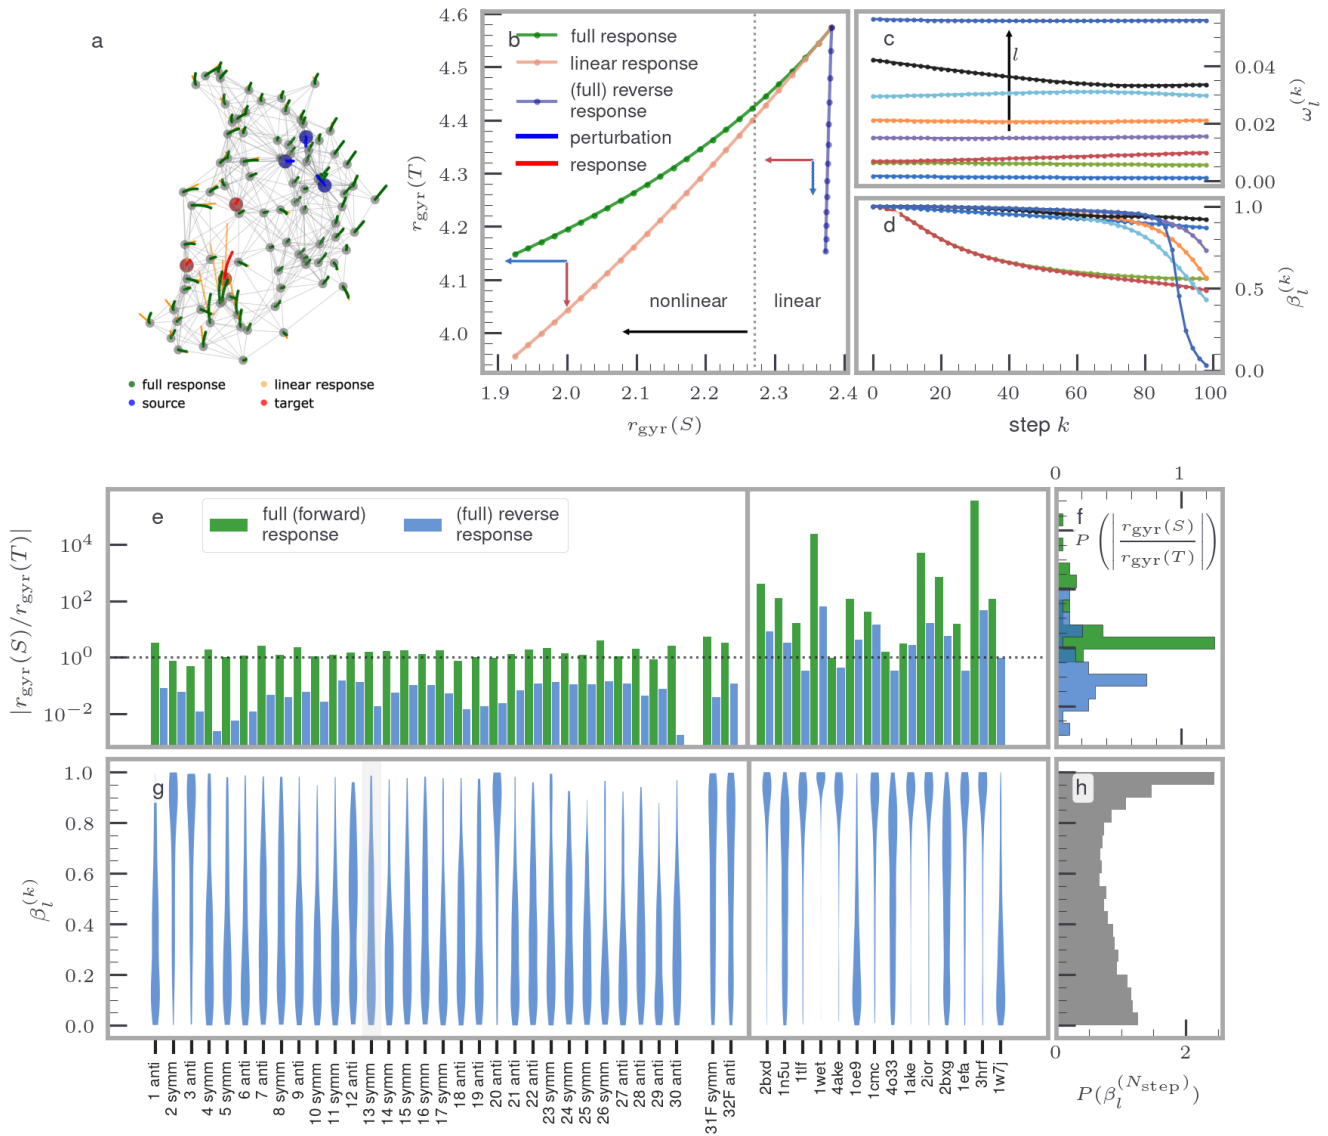 a
full response
linear response
source
target
b
full response
linear response
(full) reverse
response
perturbation
response
nonlinear
linear
r_gyr(T)
4.6
4.5
4.4
4.3
4.2
4.1
4.0
1.9
2.0
2.1
2.2
2.3
2.4
r_gyr(S)
c
l
0.04
0.02
0.00
ω_l^(k)
d
1.0
0.5
0.0
β_l^(k)
0
20
40
60
80
100
step k
e
full (forward)
response
(full) reverse
response
|r_gyr(S)/r_gyr(T)|
10^4
10^2
10^0
10^−2
0
1
f
P(|r_gyr(S)/r_gyr(T)|)
g
β_l^(k)
1.0
0.8
0.6
0.4
0.2
0.0
1 anti
2 symm
3 anti
4 symm
5 symm
6 anti
7 anti
8 symm
9 anti
10 symm
11 symm
12 anti
13 symm
14 symm
15 symm
16 symm
17 symm
18 anti
19 anti
20 anti
21 anti
22 anti
23 symm
24 symm
25 symm
26 symm
27 anti
28 anti
29 anti
30 anti
31F symm
32F anti
2bxd
1n5u
1tlf
1wet
4ake
1oe9
1cmc
4o33
1ake
2ior
2bxg
1efa
3hrf
1w7j
h
0
2
P(β_l^(N_step))